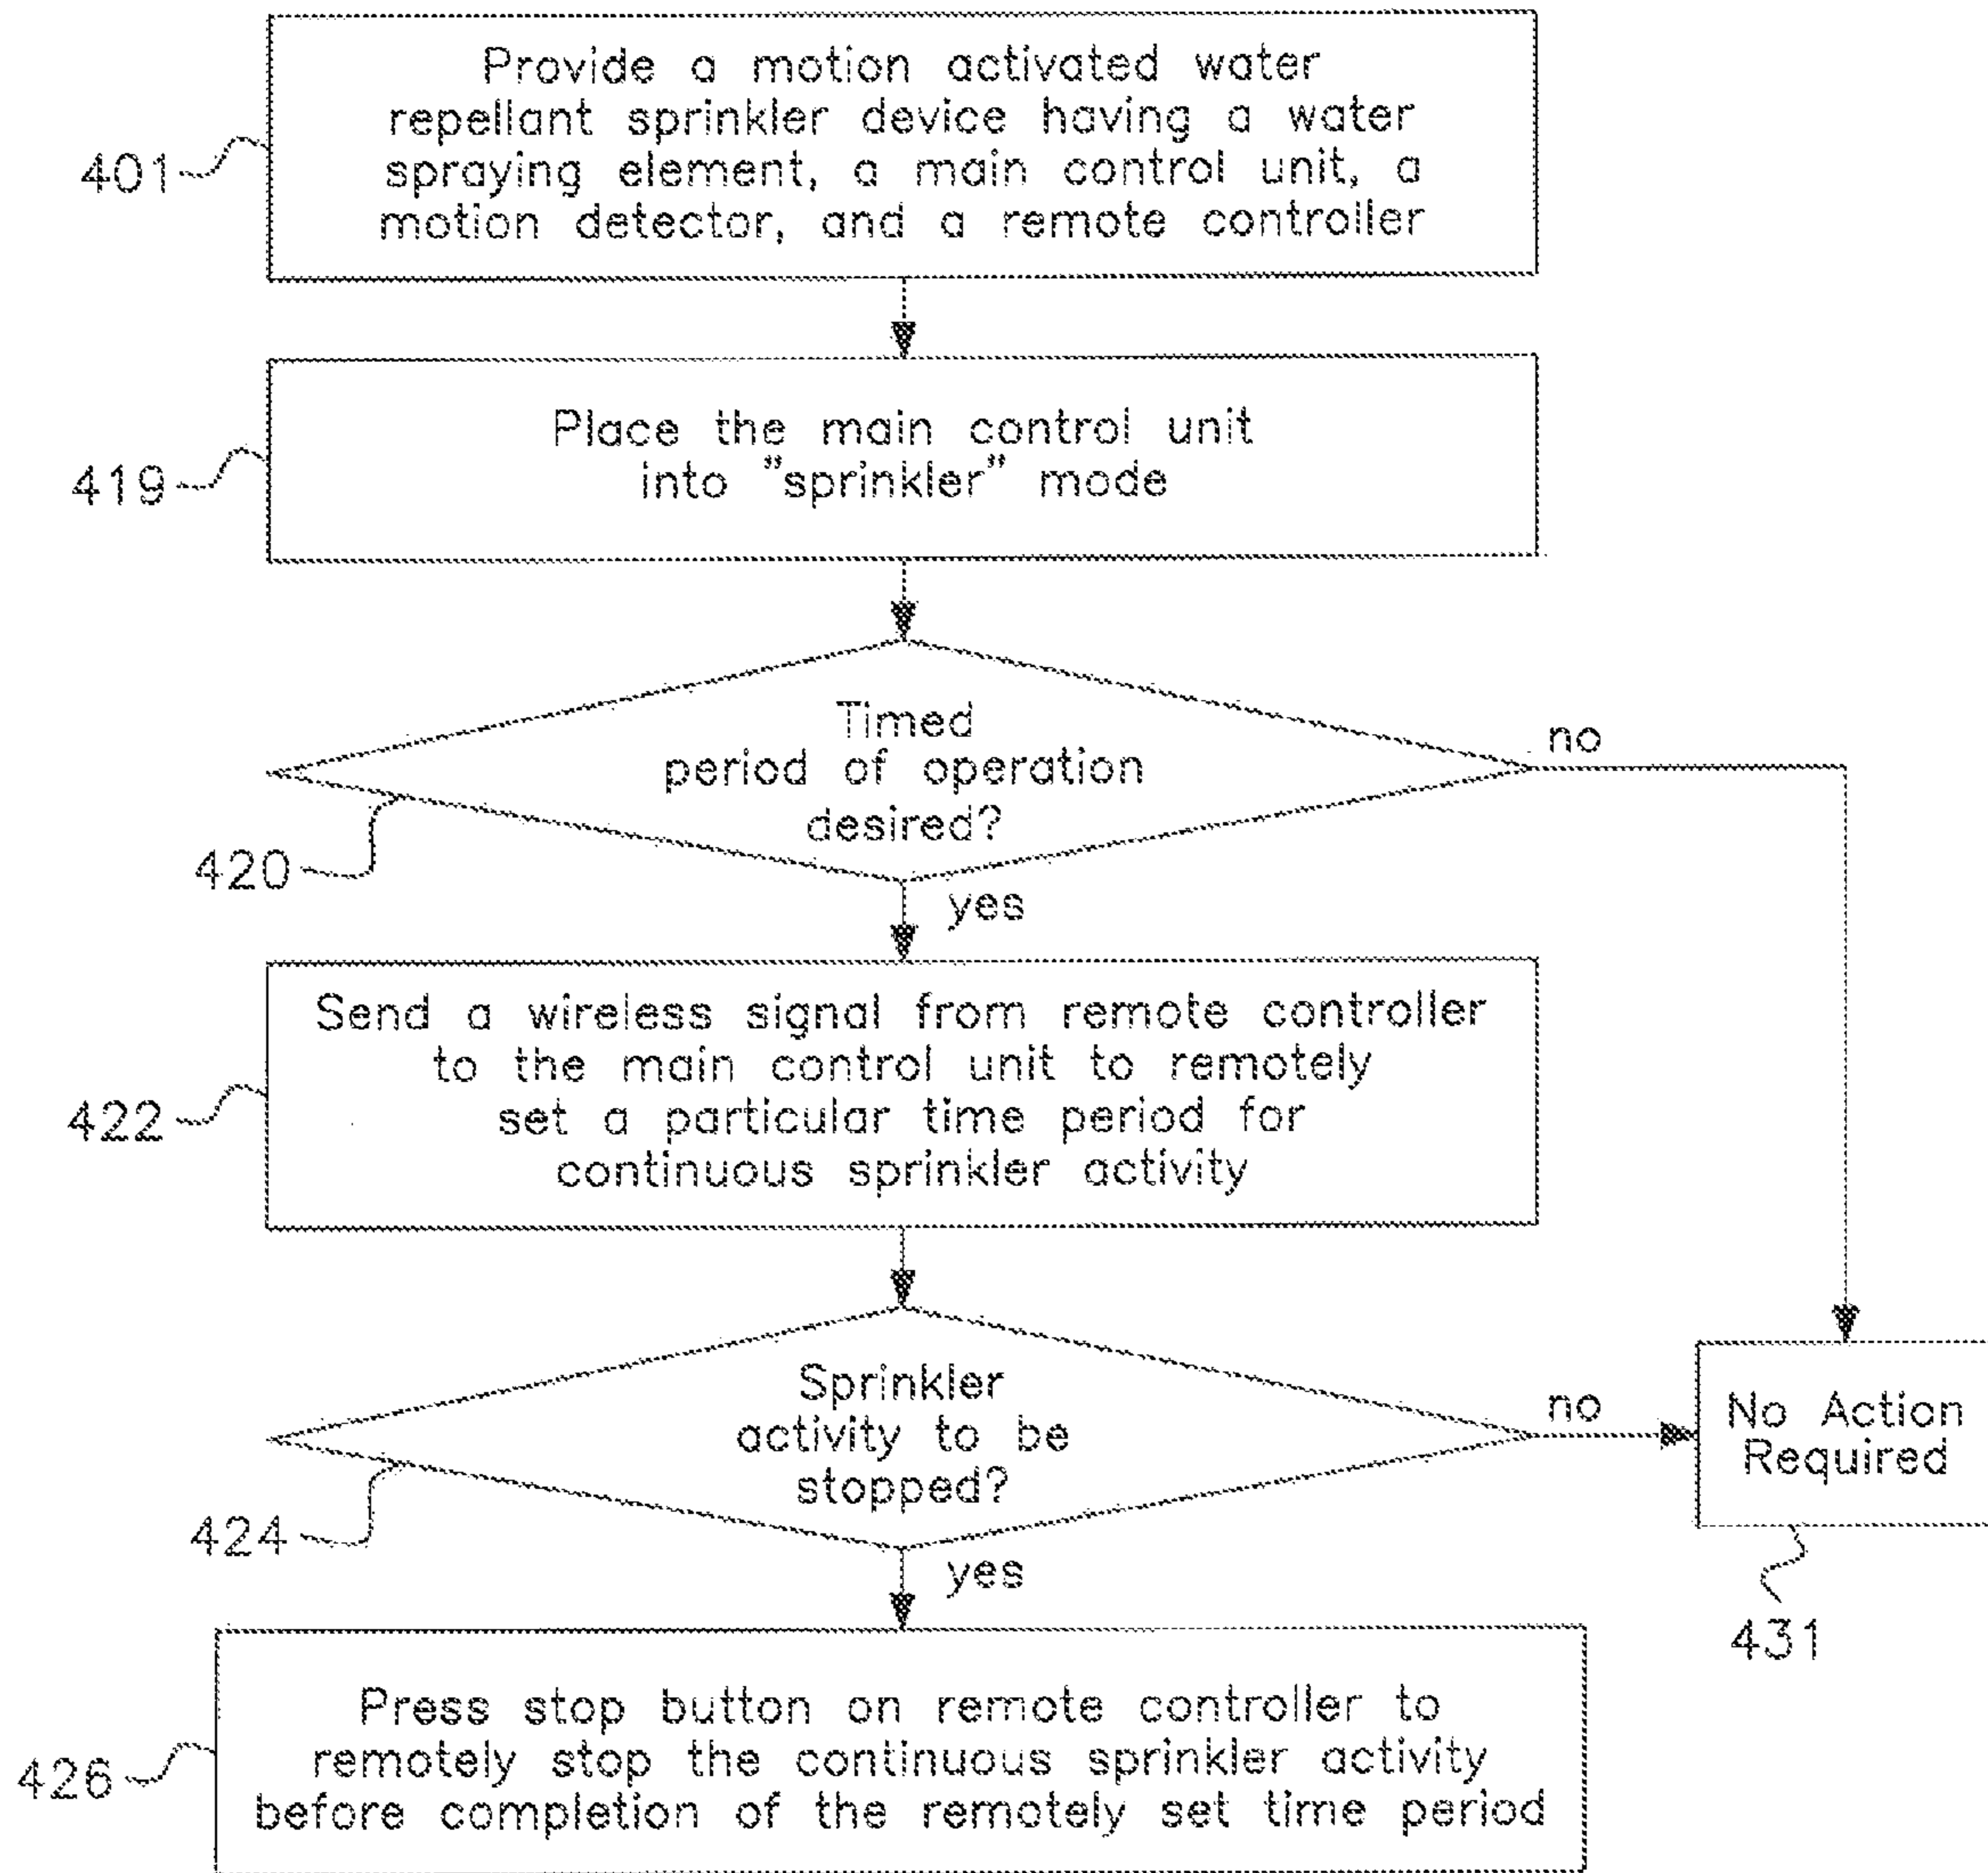 Provide a motion activated water
repellant sprinkler device having a water
spraying element, a main control unit, a
motion detector, and a remote controller
401
Place the main control unit
into "sprinkler" mode
419
Timed
period of operation
desired?
no
420
yes
Send a wireless signal from remote controller
to the main control unit to remotely
set a particular time period for
continuous sprinkler activity
422
Sprinkler
activity to be
stopped?
no
No Action
Required
424
yes
431
Press stop button on remote controller to
remotely stop the continuous sprinkler activity
before completion of the remotely set time period
426